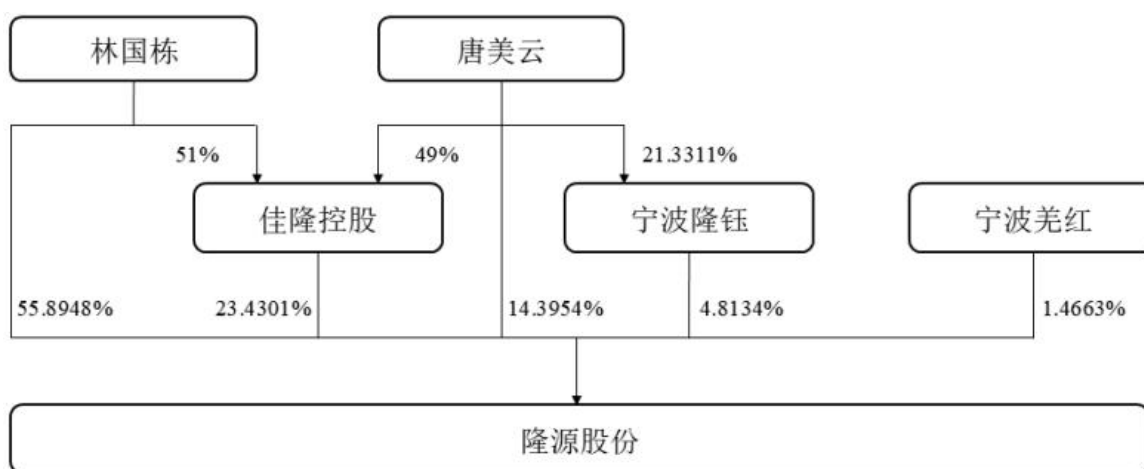 林国栋
唐美云
51%
49%
21.3311%
佳隆控股
宁波隆钰
宁波羌红
55.8948%
23.4301%
14.3954%
4.8134%
1.4663%
隆源股份